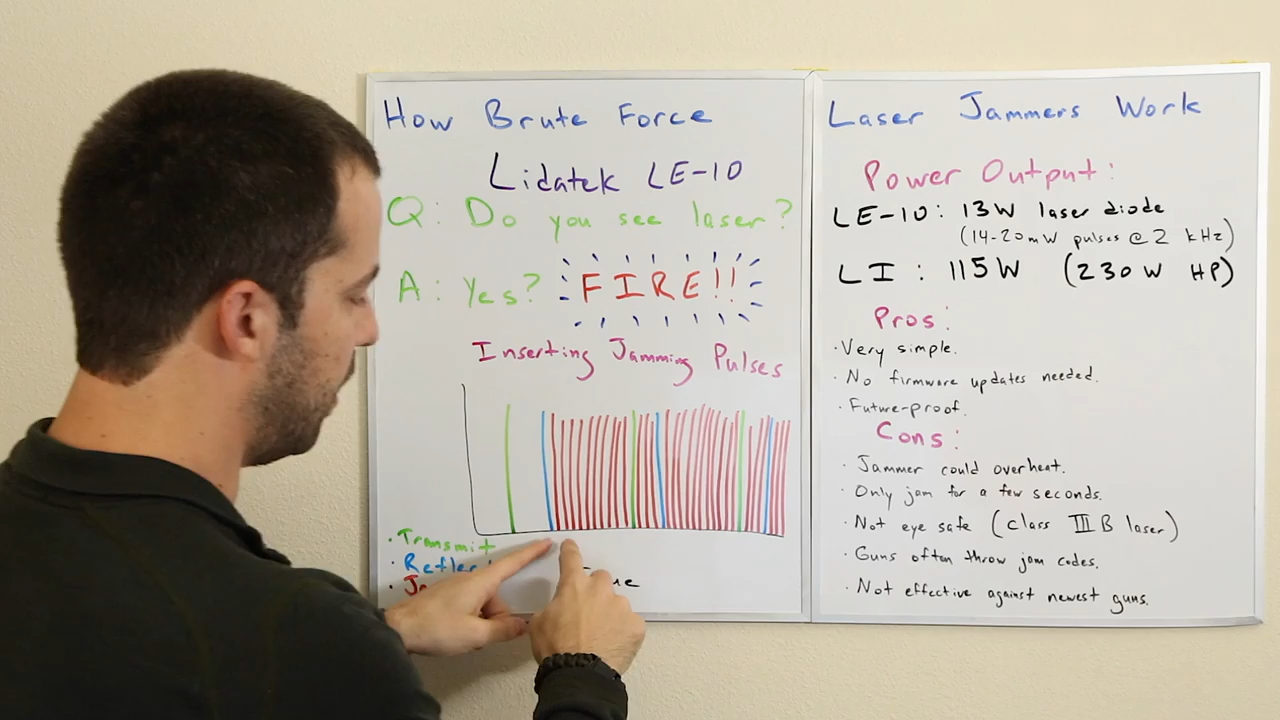 How Brute Force
Lidatek LE-10
Q: Do you see laser?
A: Yes? FIRE!!
Inserting Jamming Pulses
· Transmit
· Reflec
· Ja
Laser Jammers Work
Power Output:
LE-10: 13W laser diode
(14-20mW pulses @ 2 kHz)
LI: 115W (230W HP)
Pros:
· Very simple.
· No firmware updates needed.
· Future-proof.
Cons:
· Jammer could overheat.
· Only jam for a few seconds.
· Not eye safe (class III B laser)
· Guns often throw jam codes.
· Not effective against newest guns.